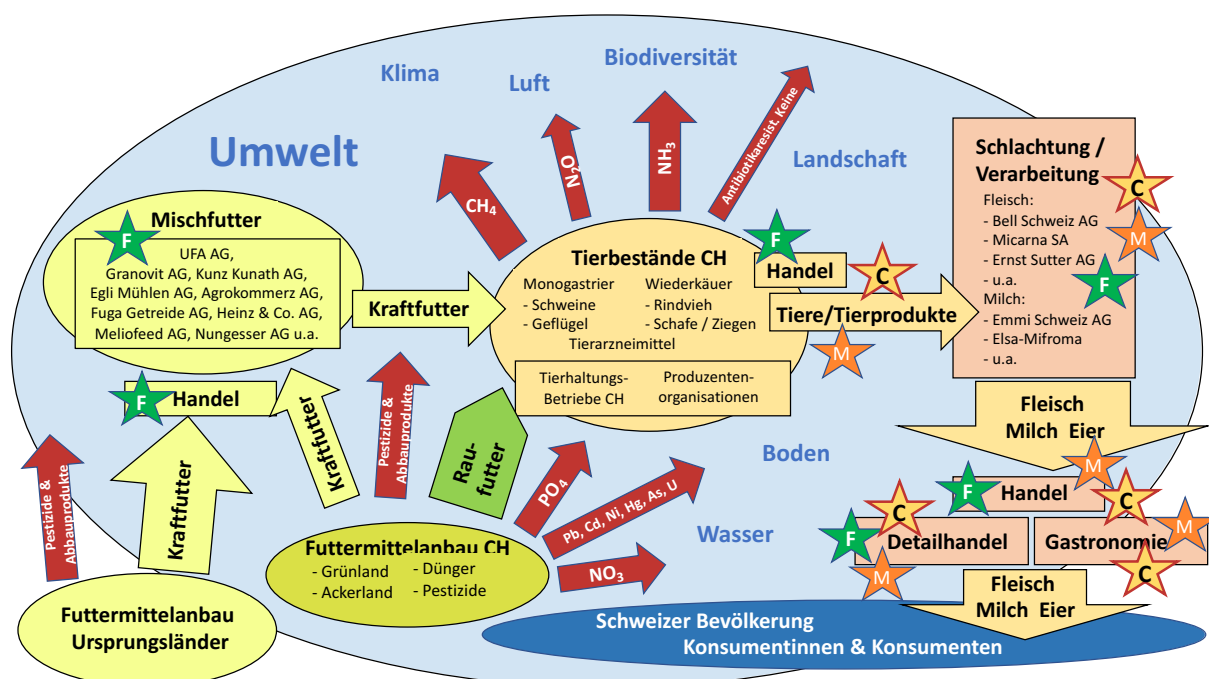 Klima
Luft
Biodiversität
Landschaft
Umwelt
Boden
Wasser
CH₄
N₂O
NH₃
Antibiotikaresist. Keine
Mischfutter
F
UFA AG,
Granovit AG, Kunz Kunath AG,
Egli Mühlen AG, Agrokommerz AG,
Fuga Getreide AG, Heinz & Co. AG,
Meliofeed AG, Nungesser AG u.a.
Kraftfutter
F
Handel
Kraftfutter
Kraftfutter
Pestizide &
Abbauprodukte
Pestizide &
Abbauprodukte
Futtermittelanbau
Ursprungsländer
Rau-
futter
Futtermittelanbau CH
- Grünland
- Dünger
- Ackerland
- Pestizide
PO₄
Pb, Cd, Ni, Hg, As, U
NO₃
Tierbestände CH
Monogastrier
Wiederkäuer
- Schweine
- Rindvieh
- Geflügel
- Schafe / Ziegen
Tierarzneimittel
Tierhaltungs-
Betriebe CH
Produzenten-
organisationen
F
Handel
C
Tiere/Tierprodukte
M
Schlachtung /
Verarbeitung
C
Fleisch:
- Bell Schweiz AG
- Micarna SA
M
- Ernst Sutter AG
- u.a.
F
Milch:
- Emmi Schweiz AG
- Elsa-Mifroma
- u.a.
Fleisch
Milch Eier
M
F
Handel
C
C
F
Detailhandel
M
Gastronomie
M
C
Fleisch
Milch Eier
Schweizer Bevölkerung
Konsumentinnen & Konsumenten